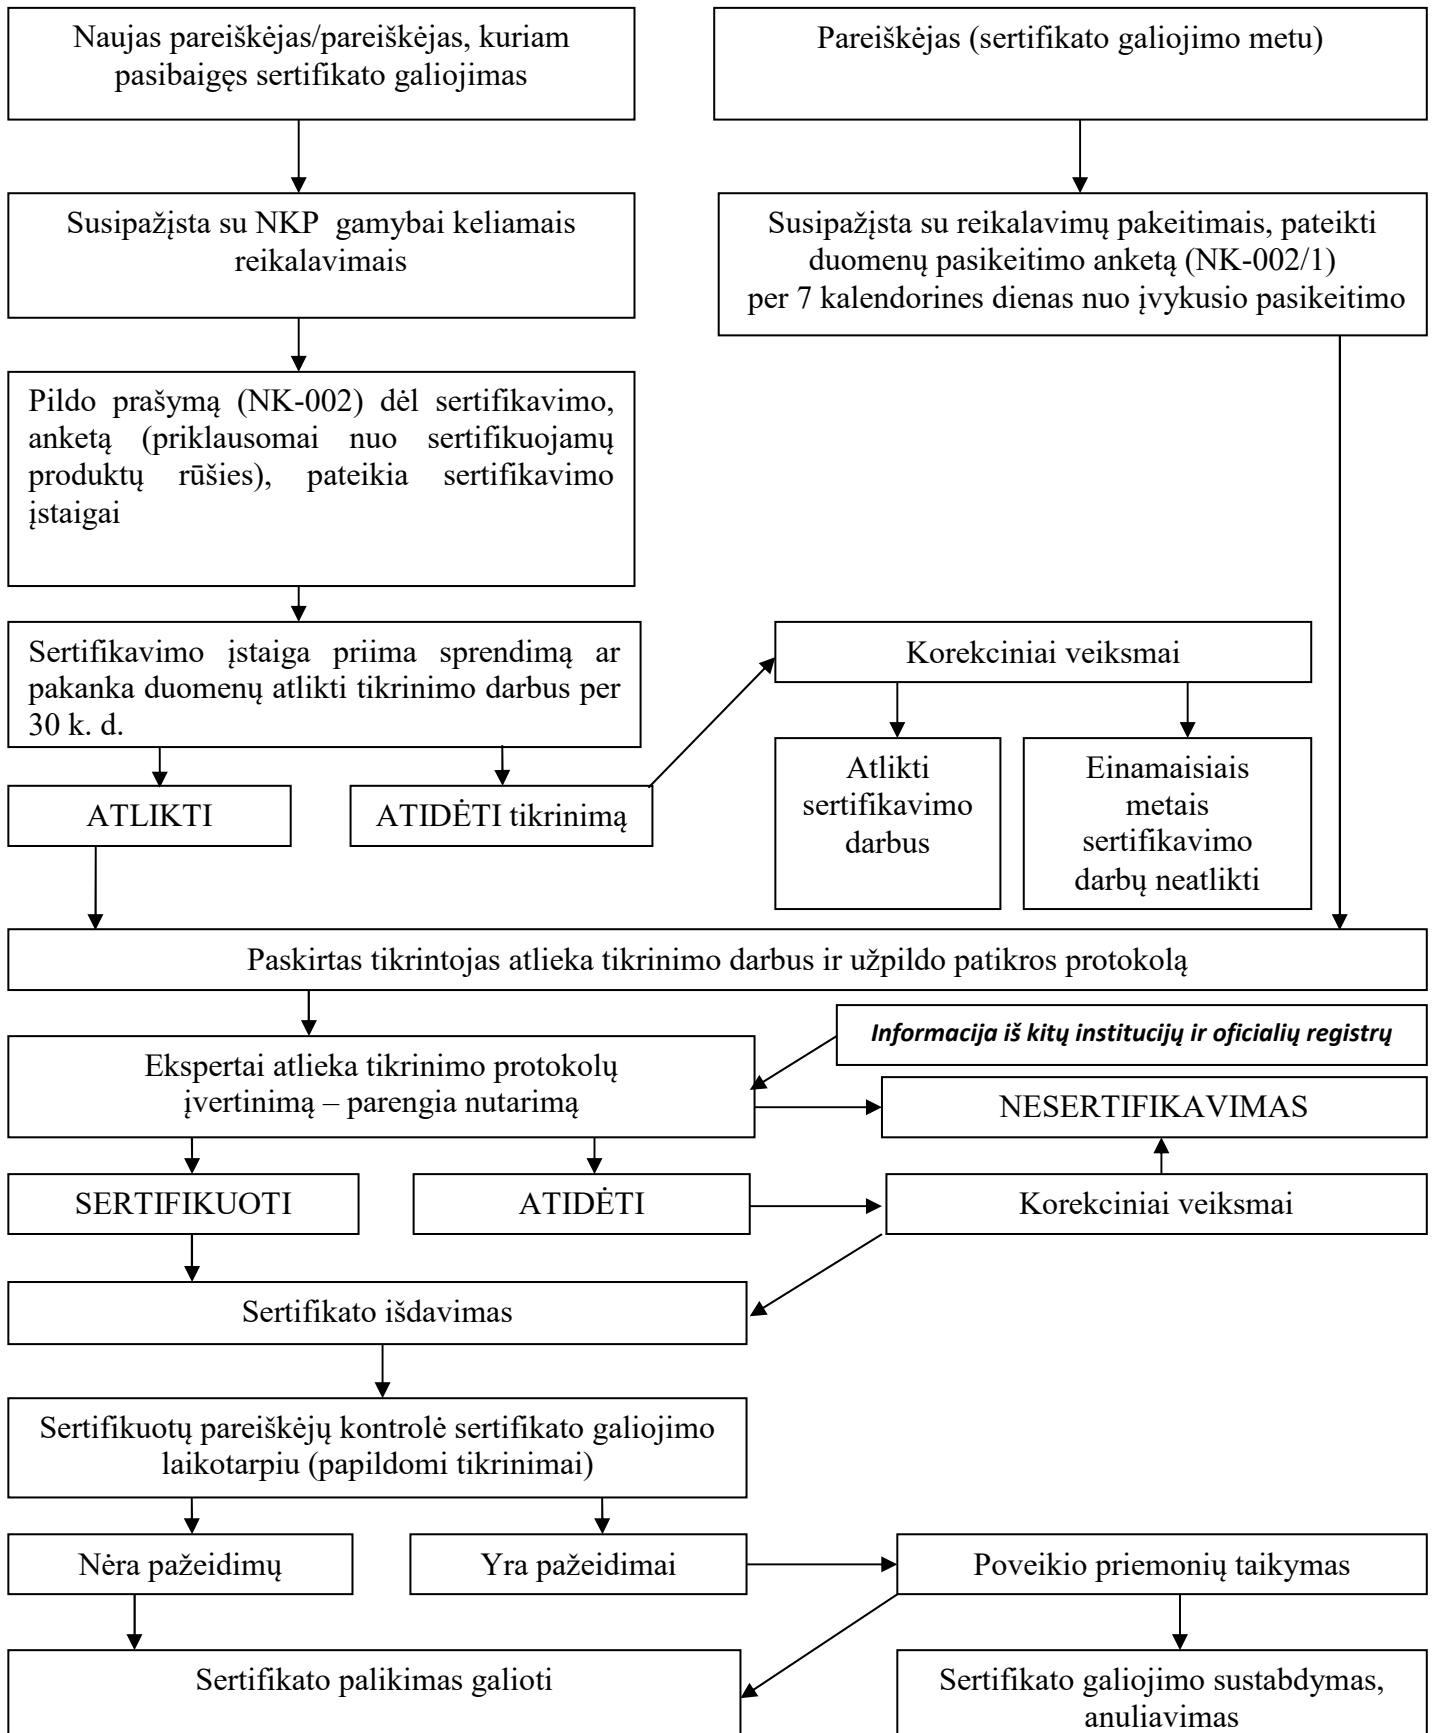 Naujas pareiškėjas/pareiškėjas, kuriam
pasibaigęs sertifikato galiojimas
Pareiškėjas (sertifikato galiojimo metu)
Susipažįsta su NKP gamybai keliamais
reikalavimais
Susipažįsta su reikalavimų pakeitimais, pateikti
duomenų pasikeitimo anketą (NK-002/1)
per 7 kalendorines dienas nuo įvykusio pasikeitimo
Pildo prašymą (NK-002) dėl sertifikavimo,
anketą (priklausomai nuo sertifikuojamų
produktų rūšies), pateikia sertifikavimo
įstaigai
Sertifikavimo įstaiga priima sprendimą ar
pakanka duomenų atlikti tikrinimo darbus per
30 k. d.
Korekciniai veiksmai
ATLIKTI
ATIDĖTI tikrinimą
Atlikti
sertifikavimo
darbus
Einamaisiais
metais
sertifikavimo
darbų neatlikti
Paskirtas tikrintojas atlieka tikrinimo darbus ir užpildo patikros protokolą
Informacija iš kitų institucijų ir oficialių registrų
Ekspertai atlieka tikrinimo protokolų
įvertinimą – parengia nutarimą
NESERTIFIKAVIMAS
SERTIFIKUOTI
ATIDĖTI
Korekciniai veiksmai
Sertifikato išdavimas
Sertifikuotų pareiškėjų kontrolė sertifikato galiojimo
laikotarpiu (papildomi tikrinimai)
Nėra pažeidimų
Yra pažeidimai
Poveikio priemonių taikymas
Sertifikato palikimas galioti
Sertifikato galiojimo sustabdymas,
anuliavimas